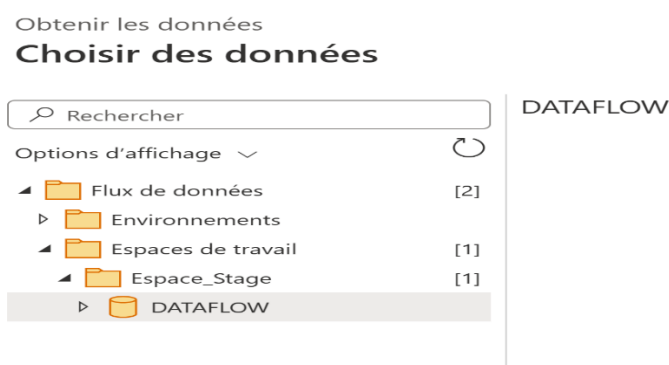 Obtenir les données
Choisir des données
Rechercher
DATAFLOW
Options d'affichage
Flux de données [2]
Environnements
Espaces de travail [1]
Espace_Stage [1]
DATAFLOW